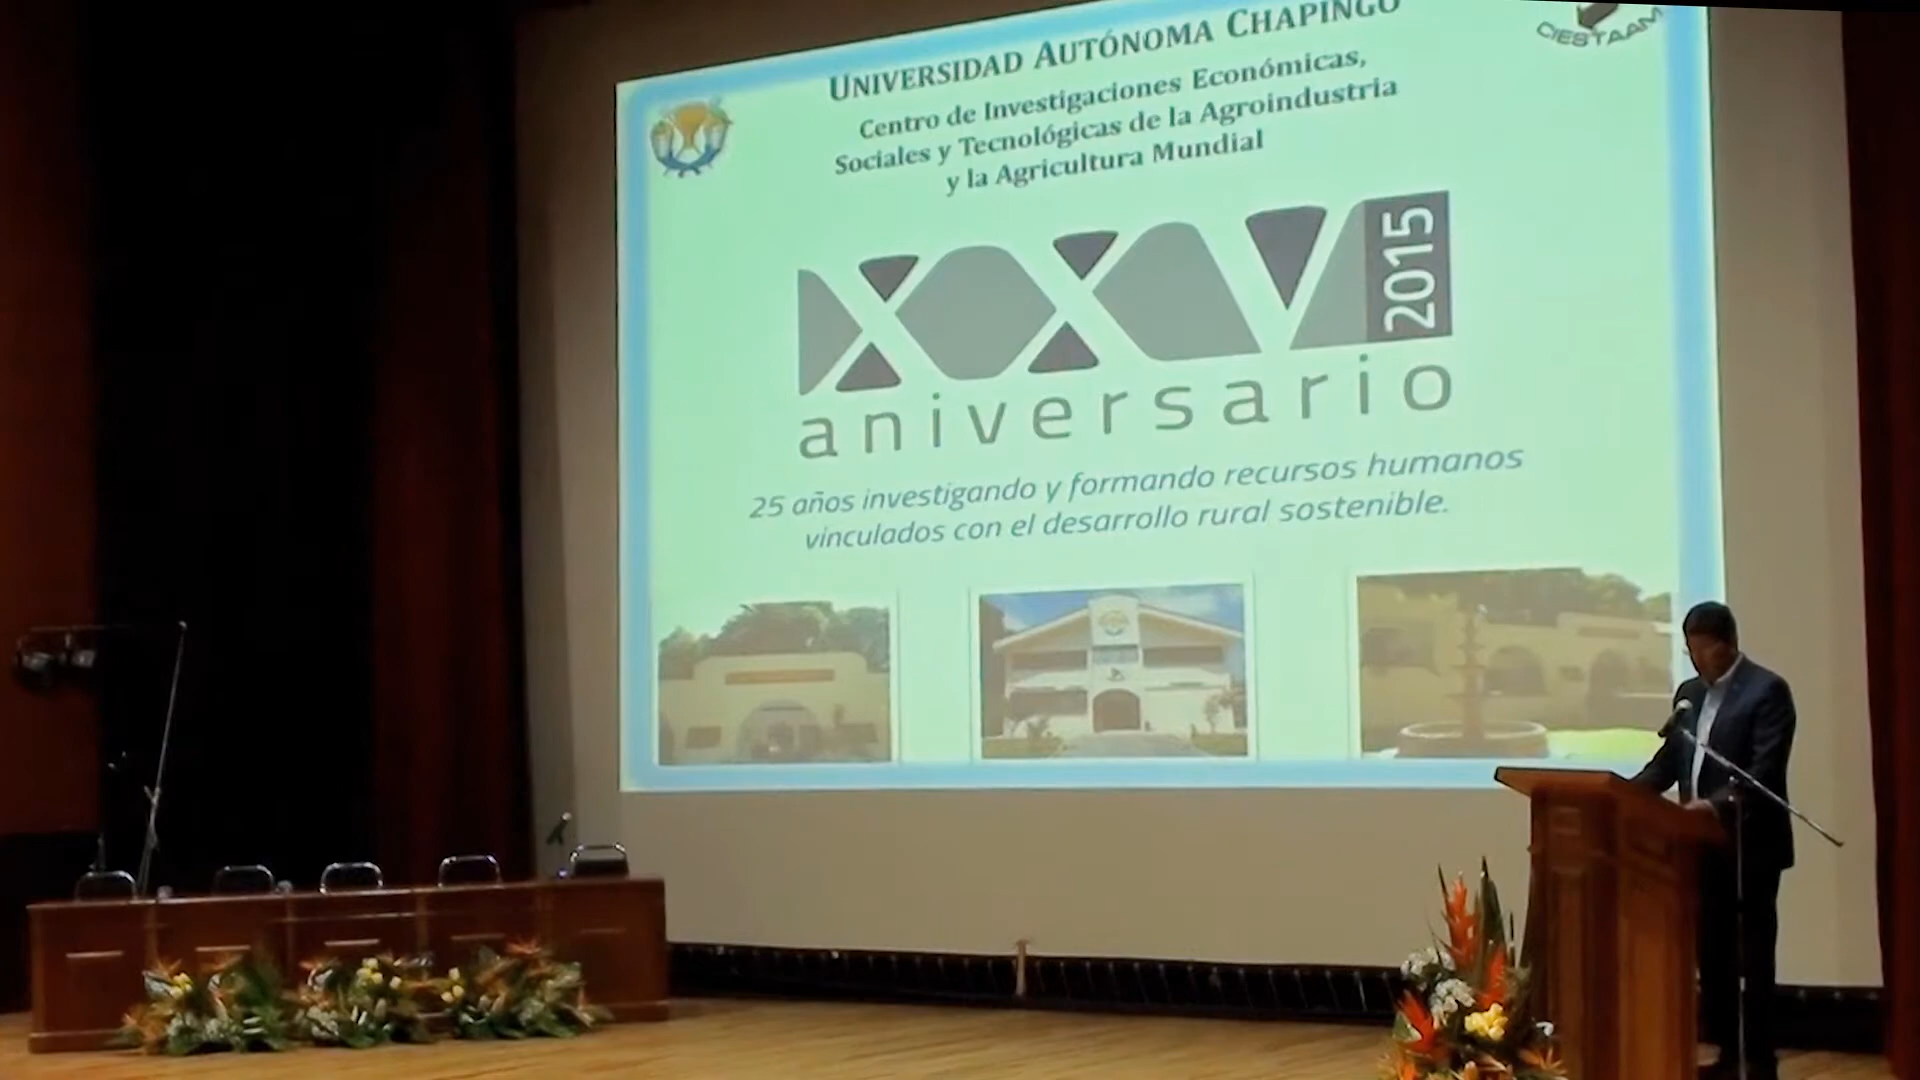 UNIVERSIDAD AUTÓNOMA CHAPINGO
CIESTAAM
Centro de Investigaciones Económicas,
Sociales y Tecnológicas de la Agroindustria
y la Agricultura Mundial
XXV
2015
aniversario
25 años investigando y formando recursos humanos
vinculados con el desarrollo rural sostenible.